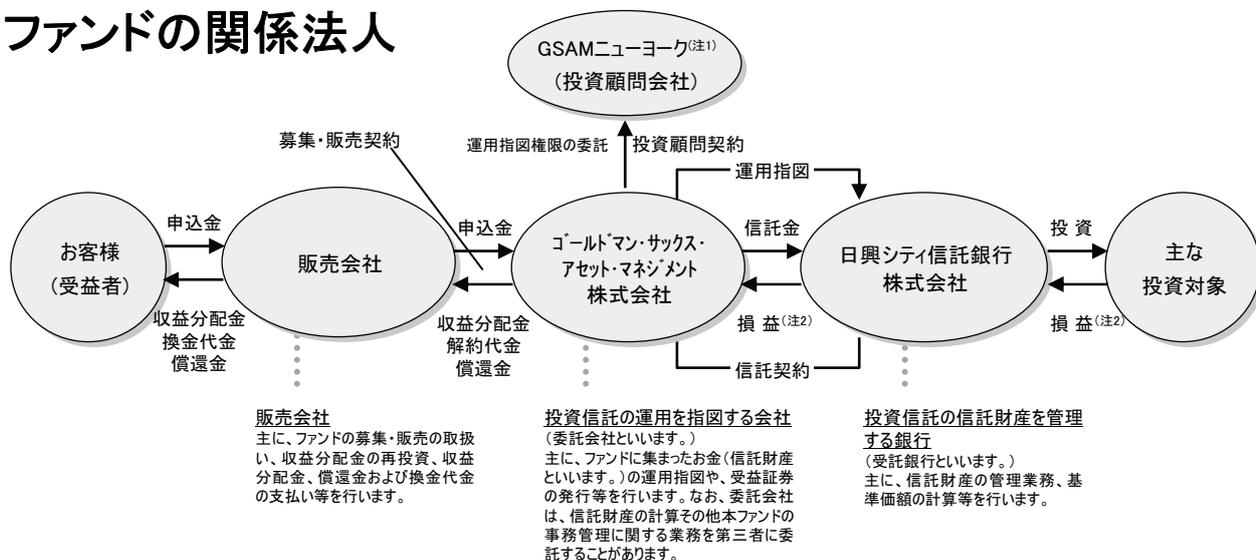 ファンドの関係法人
GSAMニューヨーク(注1)
(投資顧問会社)
募集・販売契約
運用指図権限の委託
投資顧問契約
運用指図
お客様
(受益者)
申込金
収益分配金
換金代金
償還金
販売会社
申込金
収益分配金
解約代金
償還金
ゴールドマン・サックス・
アセット・マネジメント
株式会社
信託金
損 益(注2)
信託契約
日興シティ信託銀行
株式会社
投 資
損 益(注2)
主な
投資対象
販売会社
主に、ファンドの募集・販売の取扱
い、収益分配金の再投資、収益
分配金、償還金および換金代金
の支払い等を行います。
投資信託の運用を指図する会社
(委託会社といいます。)
主に、ファンドに集まったお金(信託財産
といいます。)の運用指図や、受益証券
の発行等を行います。なお、委託会社
は、信託財産の計算その他本ファンドの
事務管理に関する業務を第三者に委
託することがあります。
投資信託の信託財産を管理
する銀行
(受託銀行といいます。)
主に、信託財産の管理業務、基
準価額の計算等を行います。